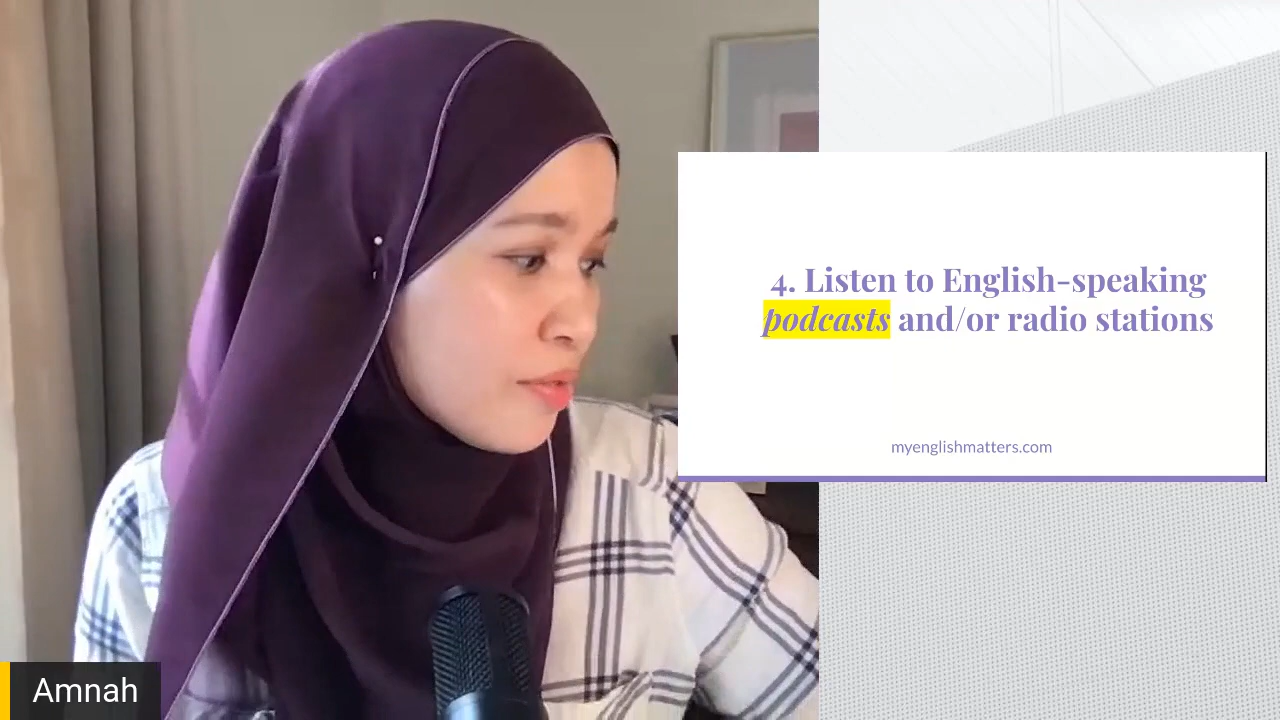 4. Listen to English-speaking
podcasts and/or radio stations
myenglishmatters.com
Amnah